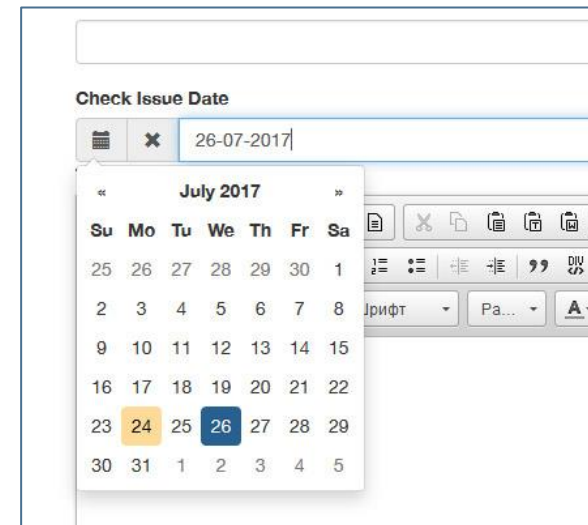 Check Issue Date
26-07-2017
« July 2017 »
Su Mo Tu We Th Fr Sa
25 26 27 28 29 30 1
2 3 4 5 6 7 8
9 10 11 12 13 14 15
16 17 18 19 20 21 22
23 24 25 26 27 28 29
30 31 1 2 3 4 5
DIV
Ра...
A